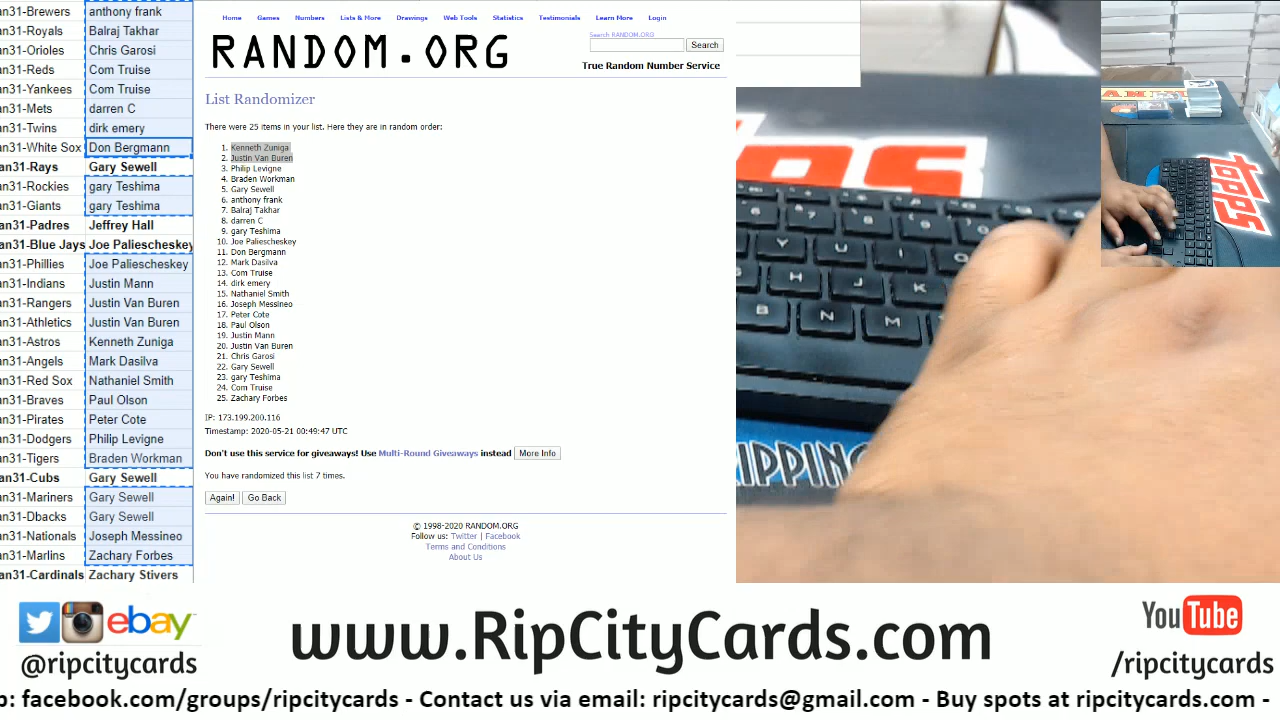 an31-Brewers anthony frank
an31-Royals Balraj Takhar
an31-Orioles Chris Garosi
an31-Reds Com Truise
an31-Yankees Com Truise
an31-Mets darren C
an31-Twins dirk emery
an31-White Sox Don Bergmann
an31-Rays Gary Sewell
an31-Rockies gary Teshima
an31-Giants gary Teshima
an31-Padres Jeffrey Hall
an31-Blue Jays Joe Paliescheskey
an31-Phillies Joe Paliescheskey
an31-Indians Justin Mann
an31-Rangers Justin Van Buren
an31-Athletics Justin Van Buren
an31-Astros Kenneth Zuniga
an31-Angels Mark Dasilva
an31-Red Sox Nathaniel Smith
an31-Braves Paul Olson
an31-Pirates Peter Cote
an31-Dodgers Philip Levigne
an31-Tigers Braden Workman
an31-Cubs Gary Sewell
an31-Mariners Gary Sewell
an31-Dbacks Gary Sewell
an31-Nationals Joseph Messineo
an31-Marlins Zachary Forbes
an31-Cardinals Zachary Stivers
Home Games Numbers Lists & More Drawings Web Tools Statistics Testimonials Learn More Login
RANDOM.ORG
Search RANDOM.ORG
Search
True Random Number Service
List Randomizer
There were 25 items in your list. Here they are in random order:
1. Kenneth Zuniga
2. Justin Van Buren
3. Philip Levigne
4. Braden Workman
5. Gary Sewell
6. anthony frank
7. Balraj Takhar
8. darren C
9. gary Teshima
10. Joe Paliescheskey
11. Don Bergmann
12. Mark Dasilva
13. Com Truise
14. dirk emery
15. Nathaniel Smith
16. Joseph Messineo
17. Peter Cote
18. Paul Olson
19. Justin Mann
20. Justin Van Buren
21. Chris Garosi
22. Gary Sewell
23. gary Teshima
24. Com Truise
25. Zachary Forbes
IP: 173.199.200.116
Timestamp: 2020-05-21 00:49:47 UTC
Don't use this service for giveaways! Use Multi-Round Giveaways instead More Info
You have randomized this list 7 times.
Again! Go Back
© 1998-2020 RANDOM.ORG
Follow us: Twitter | Facebook
Terms and Conditions
About Us
topps
6 7 8 9
Y U I
H J K
B N M
IPPING
TOPPS
ebay
@ripcitycards
www.RipCityCards.com
YouTube
/ripcitycards
p: facebook.com/groups/ripcitycards - Contact us via email: ripcitycards@gmail.com - Buy spots at ripcitycards.com -